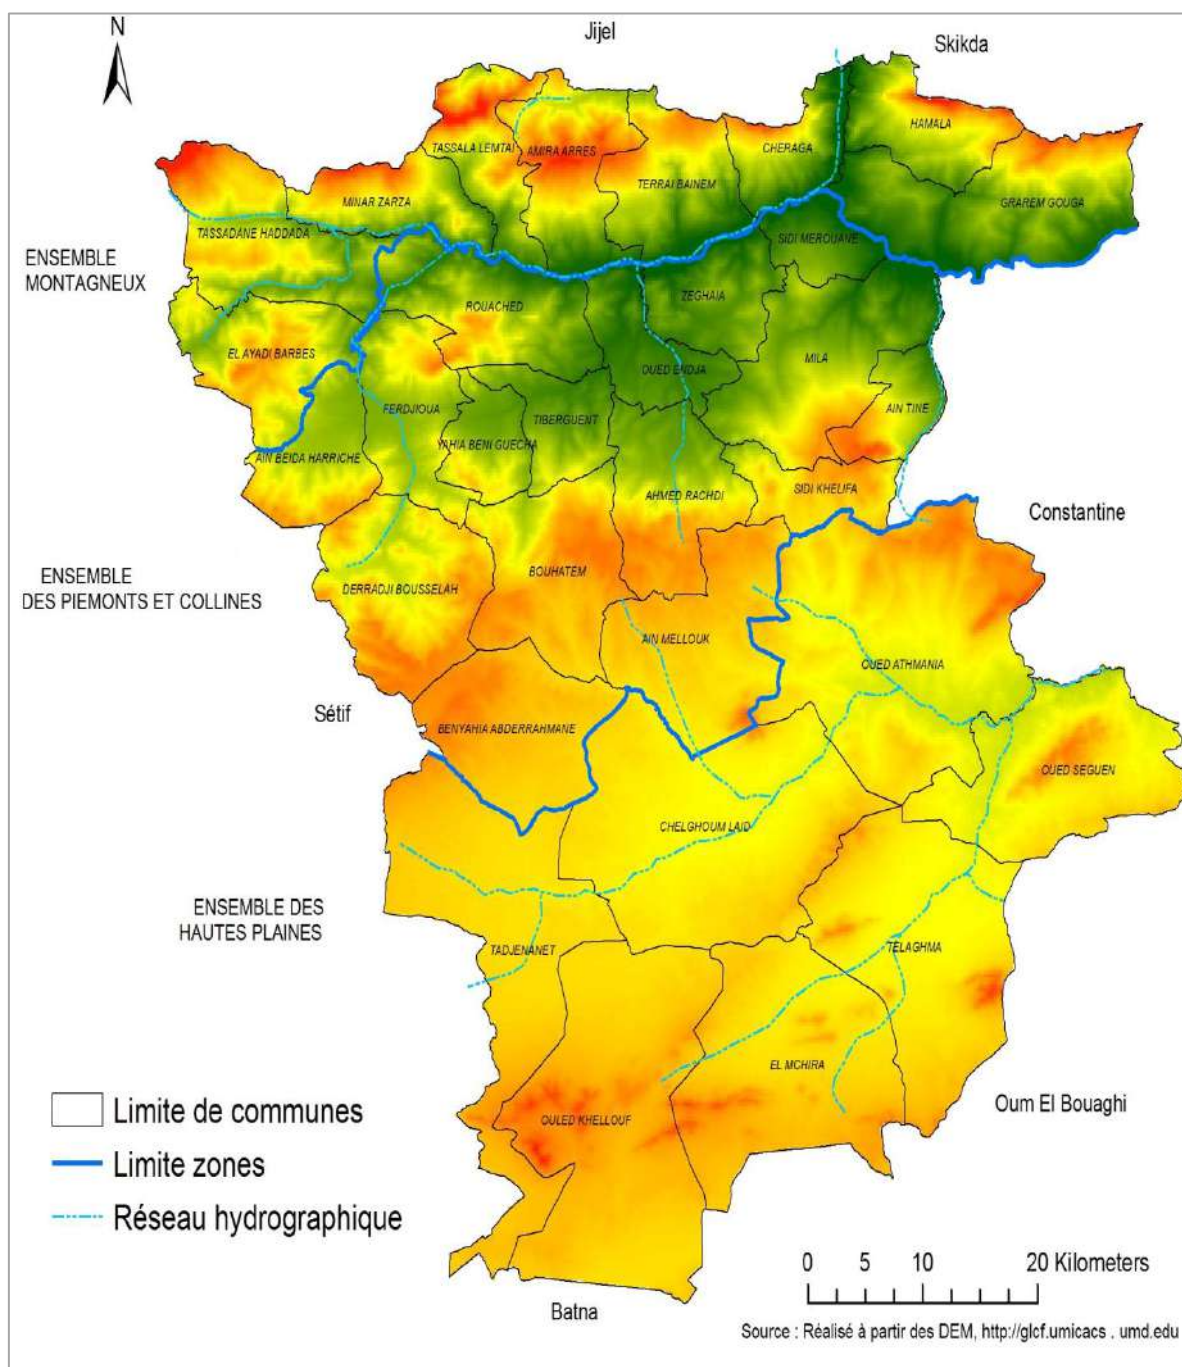 N
Jijel
Skikda
HAMALA
TASSALA LEMTAI
AMIRA ARRES
CHERAGA
TERRAI BAINEM
MINAR ZARZA
GRAREM GOUGA
TASSADANE HADDADA
SIDI MEROUANE
ENSEMBLE
MONTAGNEUX
ROUACHED
ZEGHAIA
EL AYADI BARBES
MILA
OUED ENDJA
FERDJIOUA
AIN TINE
TIBERGUENT
YAHIA BENI GUECHA
AIN BEIDA HARRICHE
AHMED RACHDI
SIDI KHELIFA
Constantine
ENSEMBLE
DES PIEMONTS ET COLLINES
BOUHATEM
DERRADJI BOUSSELAH
AIN MELLOUK
OUED ATHMANIA
Sétif
BENYAHIA ABDERRAHMANE
OUED SEGUEN
CHELGHOUM LAID
ENSEMBLE DES
HAUTES PLAINES
TADJENANET
TELAGHMA
EL MCHIRA
Limite de communes
OULED KHELLOUF
Oum El Bouaghi
Limite zones
Réseau hydrographique
0 5 10 20 Kilometers
Batna
Source : Réalisé à partir des DEM, http://glcf.umicacs . umd.edu